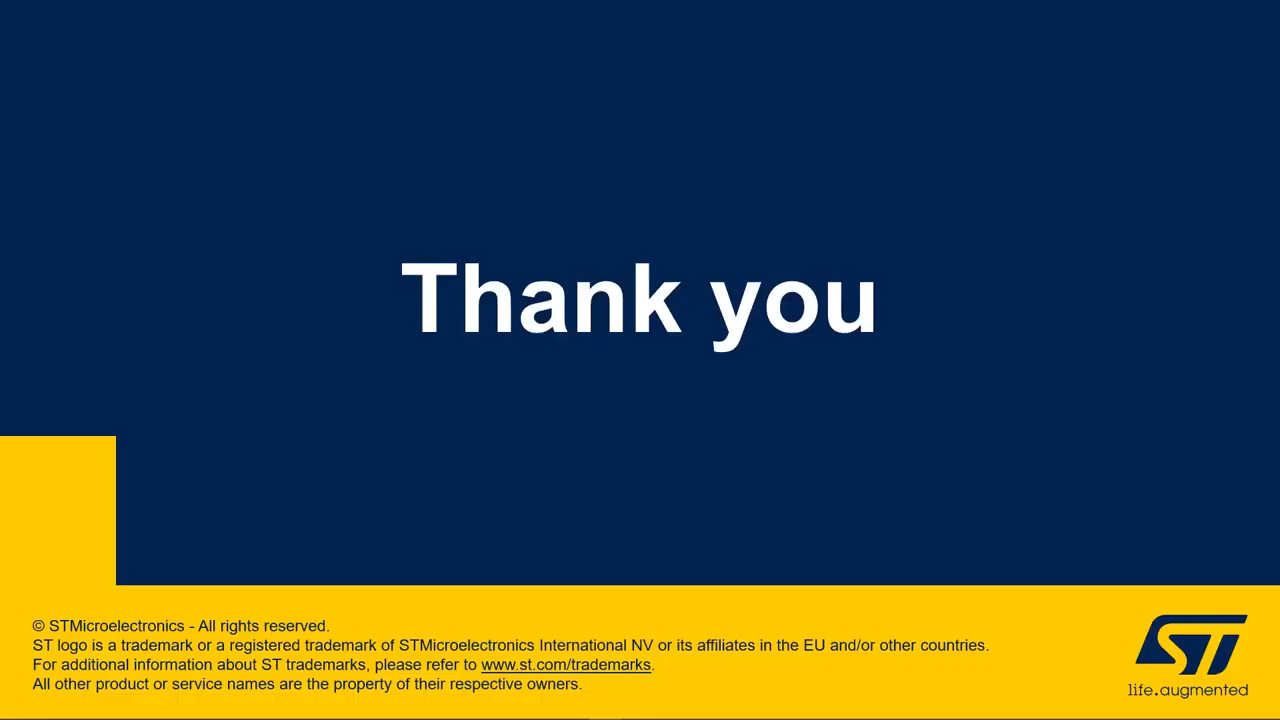 Thank you
© STMicroelectronics - All rights reserved.
ST logo is a trademark or a registered trademark of STMicroelectronics International NV or its affiliates in the EU and/or other countries.
For additional information about ST trademarks, please refer to www.st.com/trademarks.
All other product or service names are the property of their respective owners.
ST
life.augmented